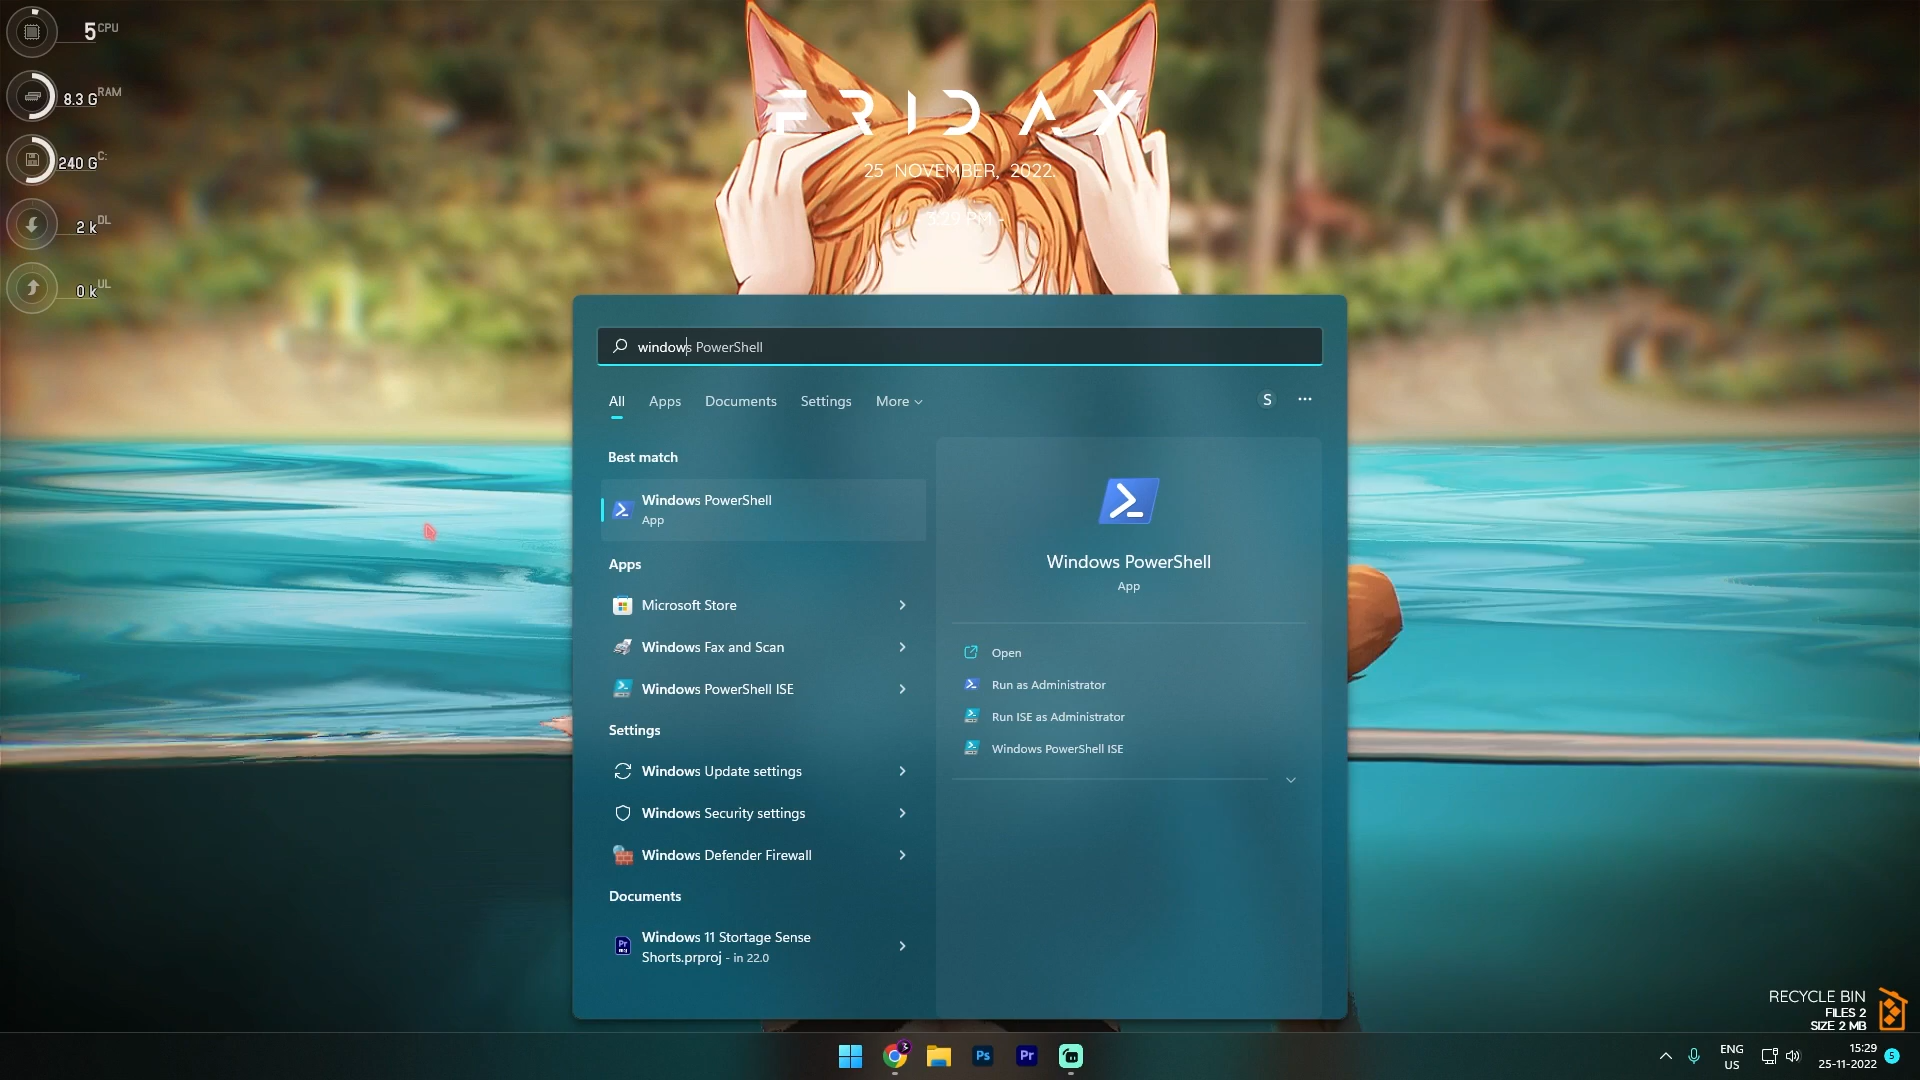 5 CPU
8.3 G RAM
240 G C:
2 k DL
0 k UL
FRIDAY
25 NOVEMBER, 2022.
windows PowerShell
All Apps Documents Settings More
S
Best match
Windows PowerShell
App
Apps
Microsoft Store
Windows Fax and Scan
Windows PowerShell ISE
Settings
Windows Update settings
Windows Security settings
Windows Defender Firewall
Documents
Windows 11 Stortage Sense
Shorts.prproj - in 22.0
Windows PowerShell
App
Open
Run as Administrator
Run ISE as Administrator
Windows PowerShell ISE
RECYCLE BIN
FILES 2
SIZE 2 MB
Ps
Pr
ENG
US
15:29
25-11-2022
5